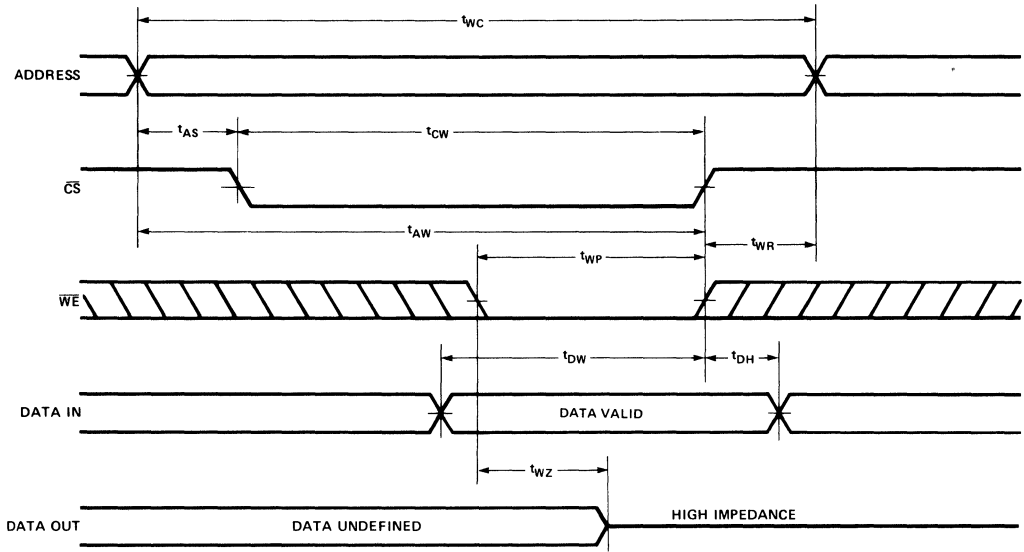 tWC
ADDRESS
tAS
tCW
CS
tAW
tWR
tWP
WE
tDW
tDH
DATA IN
DATA VALID
tWZ
DATA OUT
DATA UNDEFINED
HIGH IMPEDANCE